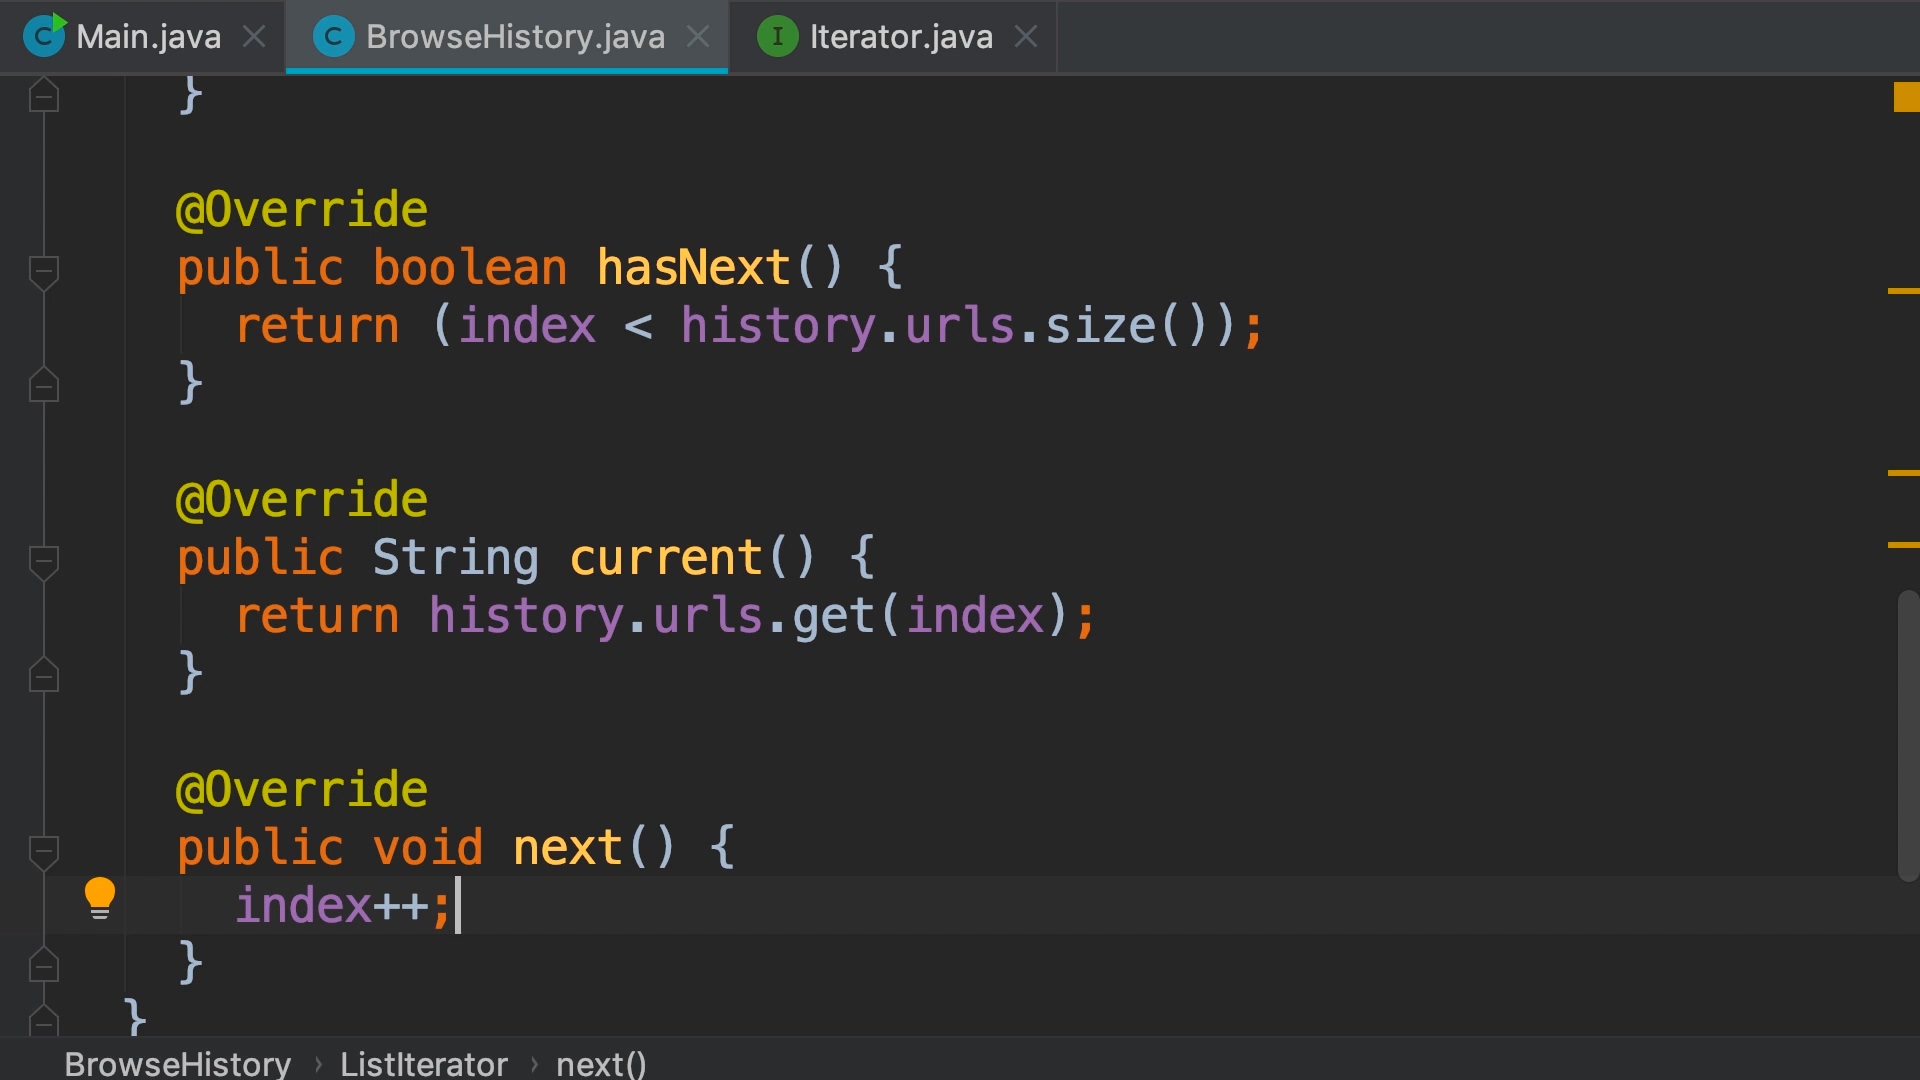 Main.java BrowseHistory.java Iterator.java
}
@Override
public boolean hasNext() {
return (index < history.urls.size());
}
@Override
public String current() {
return history.urls.get(index);
}
@Override
public void next() {
index++;
}
}
BrowseHistory › ListIterator › next()